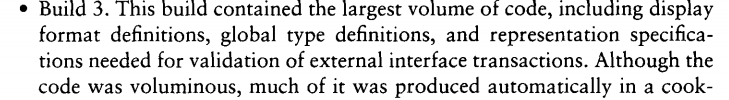 • Build 3. This build contained the largest volume of code, including display
format definitions, global type definitions, and representation specifica-
tions needed for validation of external interface transactions. Although the
code was voluminous, much of it was produced automatically in a cook-